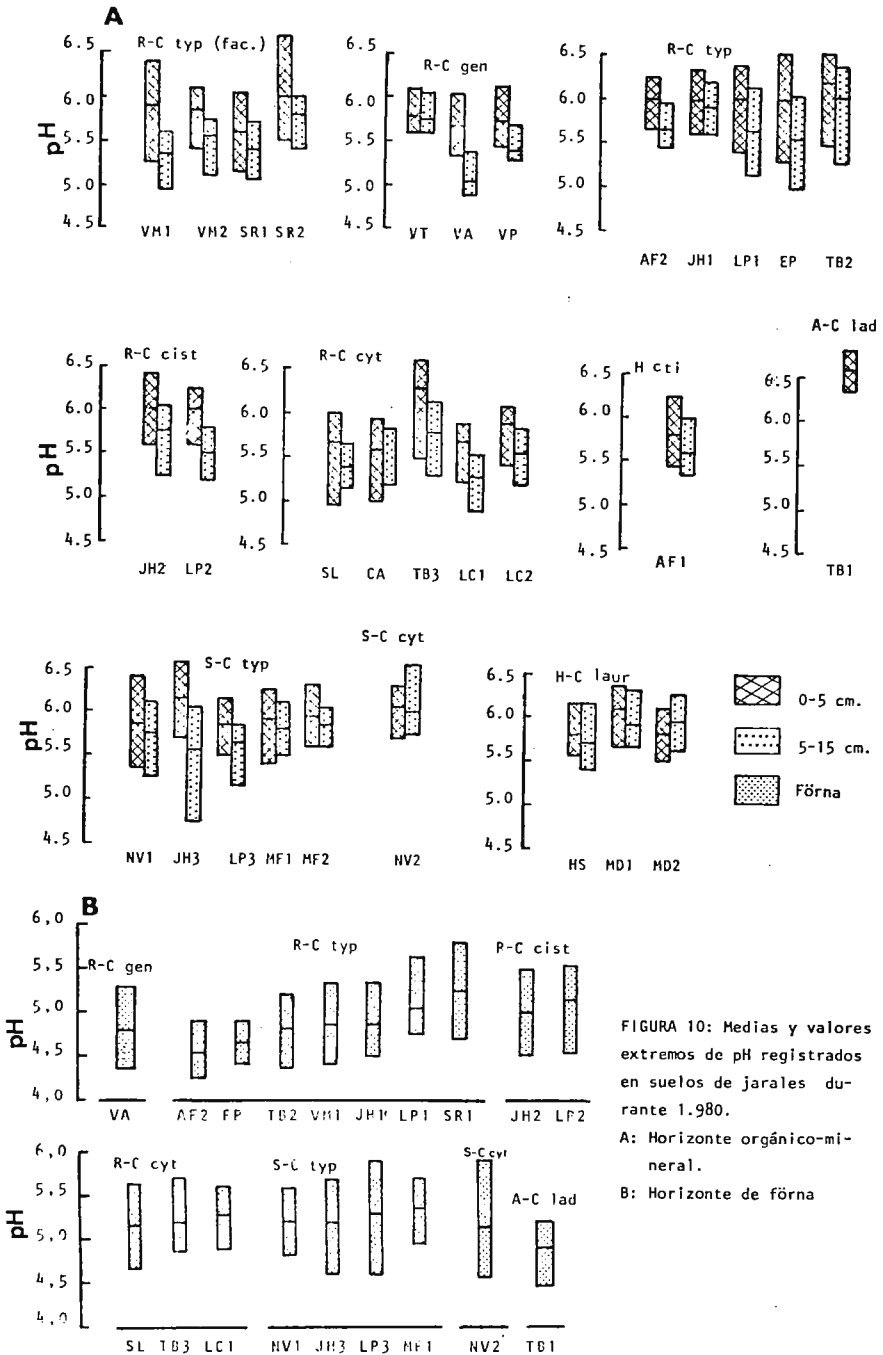 A
R-C typ (fac.)
R-C gen
R-C typ
pH
6.5
6.0
5.5
5.0
4.5
6.5
6.0
5.5
5.0
4.5
6.5
6.0
5.5
5.0
4.5
VM1 VM2 SR1 SR2
VT VA VP
AF2 JH1 LP1 EP TB2
R-C cist
R-C cyt
H cti
A-C lad
pH
6.5
6.0
5.5
5.0
4.5
6.5
6.0
5.5
5.0
4.5
6.5
6.0
5.5
5.0
4.5
6.5
6.0
5.5
5.0
4.5
JH2 LP2
SL CA TB3 LC1 LC2
AF1
TB1
S-C typ
S-C cyt
H-C laur
pH
6.5
6.0
5.5
5.0
4.5
6.5
6.0
5.5
5.0
4.5
NV1 JH3 LP3 MF1 MF2
NV2
HS MD1 MD2
0-5 cm.
5-15 cm.
Förna
B
R-C gen
R-C typ
R-C cist
pH
6,0
5,5
5,0
4,5
4,0
VA
AF2 EP TB2 VM1 JH1 LP1 SR1
JH2 LP2
R-C cyt
S-C typ
S-C cyt
A-C lad
pH
6,0
5,5
5,0
4,5
4,0
SL TB3 LC1
NV1 JH3 LP3 MF1
NV2
TB1
FIGURA 10: Medias y valores
extremos de pH registrados
en suelos de jarales du-
rante 1.980.
A: Horizonte orgánico-mi-
neral.
B: Horizonte de förna